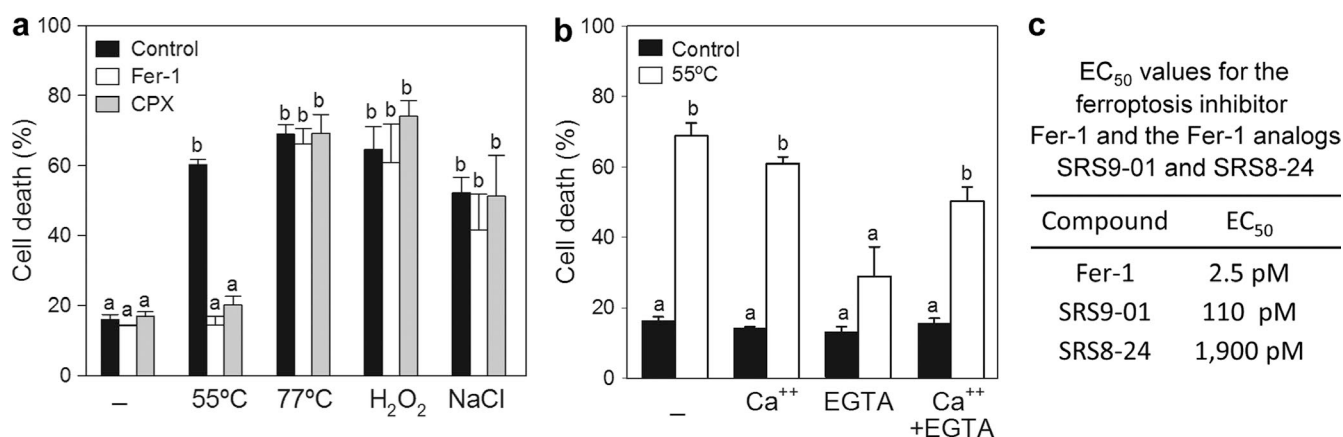 a
100
80
60
40
20
0
Cell death (%)
Control
Fer-1
CPX
a a a
b a a
b b b
b b b
b b b
– 55ºC 77ºC H₂O₂ NaCl
b
100
80
60
40
20
0
Cell death (%)
Control
55ºC
a b
a b
a a
a b
– Ca⁺⁺ EGTA Ca⁺⁺
+EGTA
c
EC₅₀ values for the
ferroptosis inhibitor
Fer-1 and the Fer-1 analogs
SRS9-01 and SRS8-24
Compound EC₅₀
Fer-1 2.5 pM
SRS9-01 110 pM
SRS8-24 1,900 pM